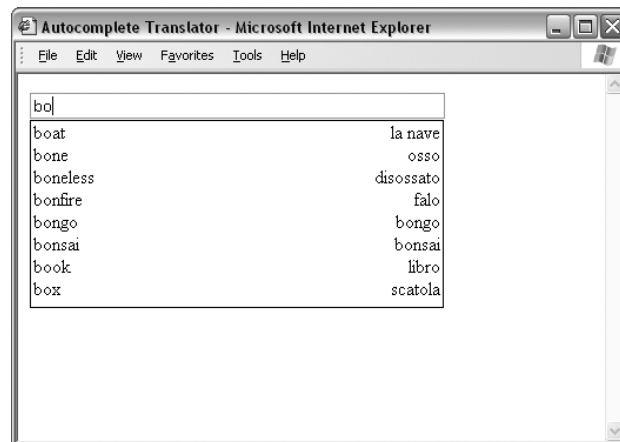 Autocomplete Translator - Microsoft Internet Explorer
File Edit View Favorites Tools Help
bo
boat la nave
bone osso
boneless disossato
bonfire falo
bongo bongo
bonsai bonsai
book libro
box scatola